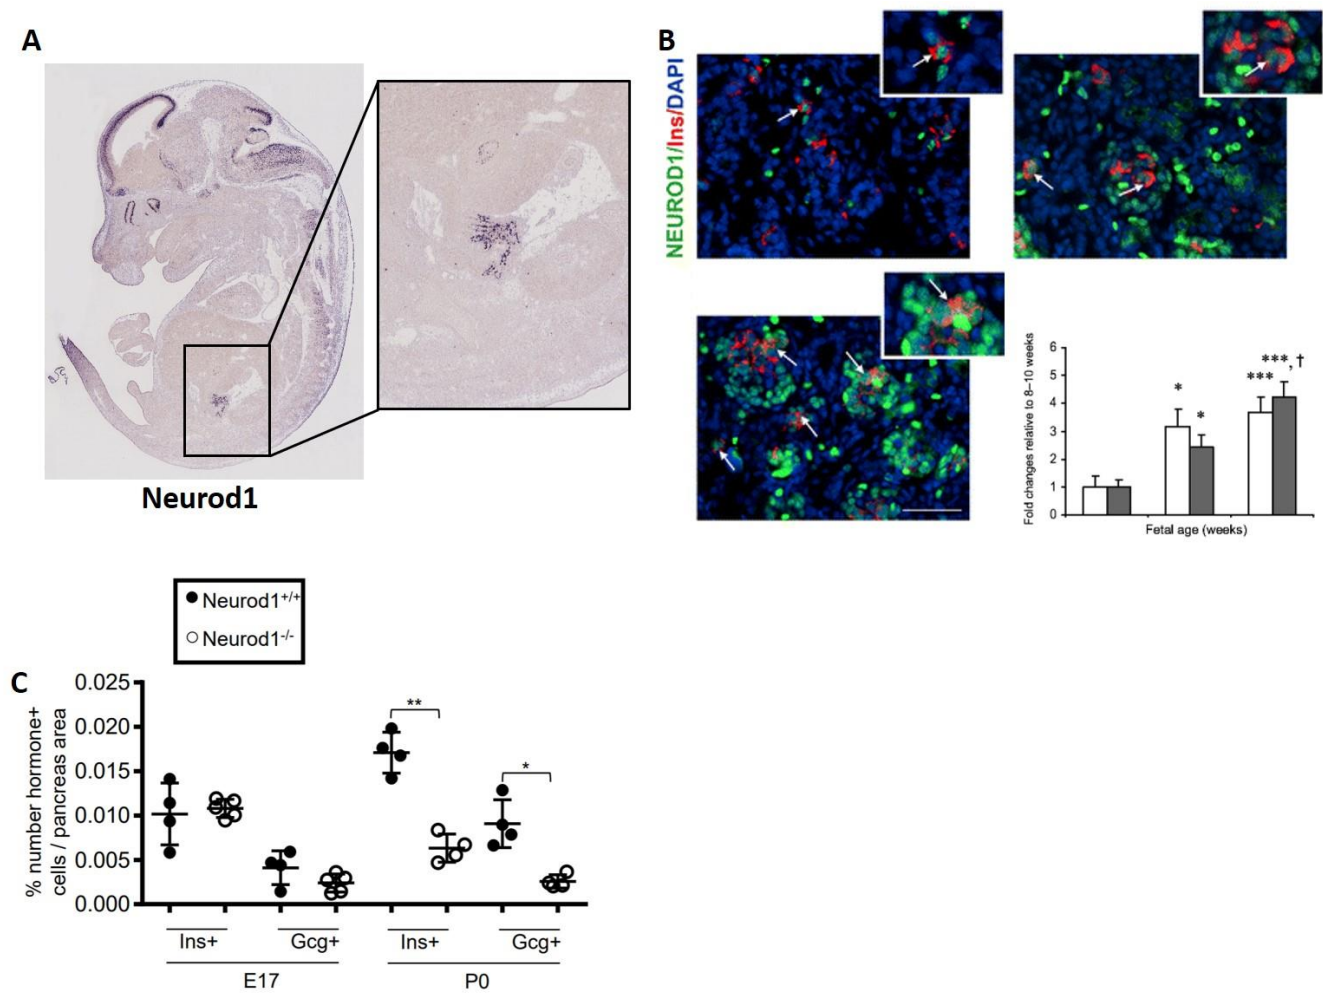 A
Neurod1
B
NEUROD1/Ins/DAPI
Fold changes relative to 8–10 weeks
6
5
4
3
2
1
0
*
*
***
***, †
Fetal age (weeks)
Neurod1+/+
Neurod1-/-
C
% number hormone+
cells / pancreas area
0.025
0.020
0.015
0.010
0.005
0.000
**
*
Ins+ Gcg+ Ins+ Gcg+
E17 P0